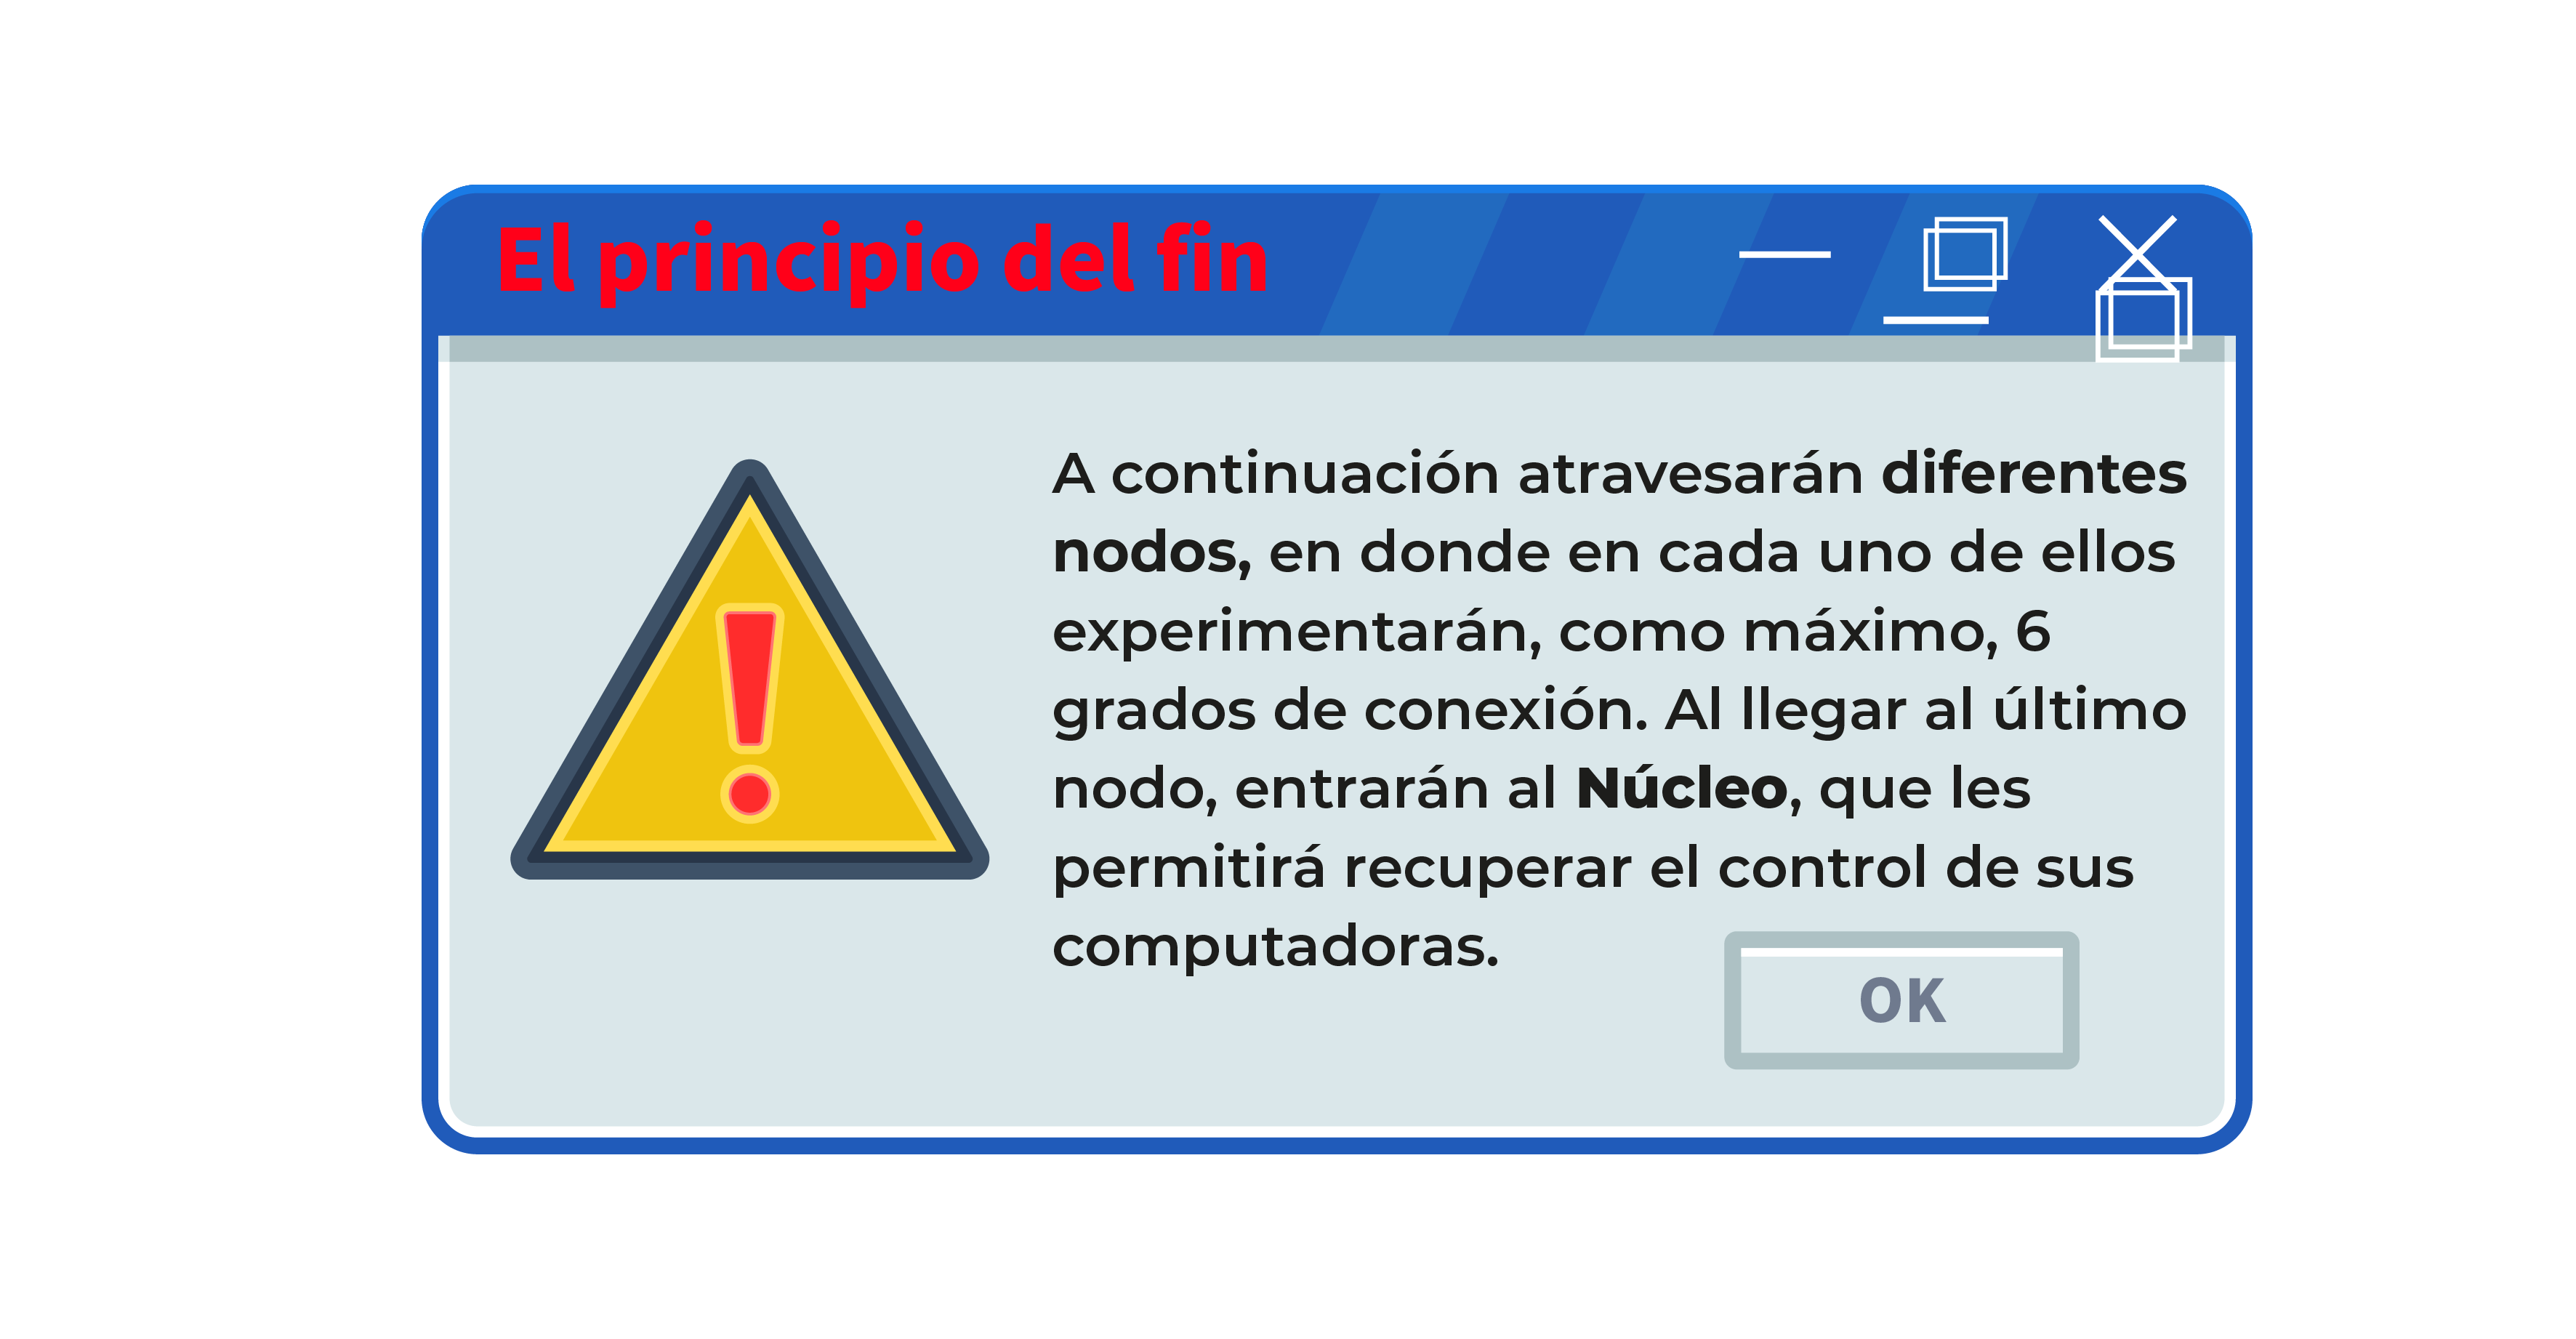 El principio del fin
A continuación atravesarán diferentes
nodos, en donde en cada uno de ellos
experimentarán, como máximo, 6
grados de conexión. Al llegar al último
nodo, entrarán al Núcleo, que les
permitirá recuperar el control de sus
computadoras.
OK